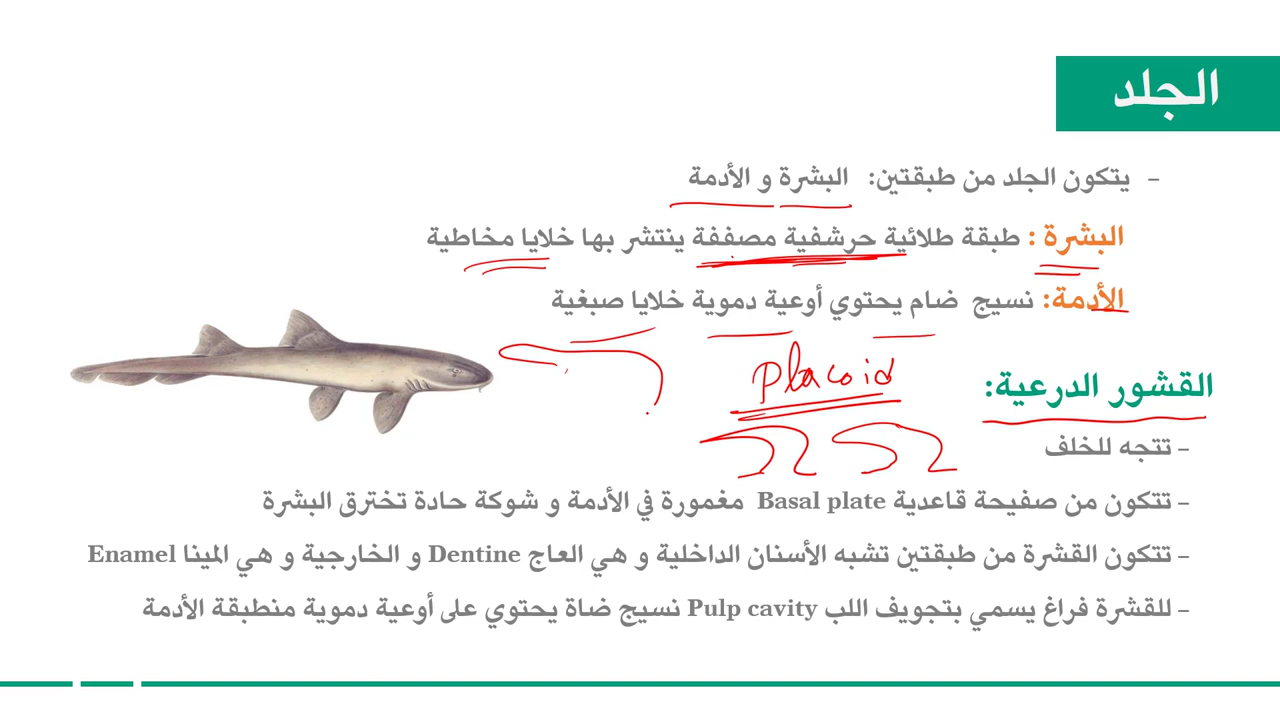 الجلد
- يتكون الجلد من طبقتين: البشرة و الأدمة
البشرة : طبقة طلائية حرشفية مصففة ينتشر بها خلايا مخاطية
الأدمة: نسيج ضام يحتوي أوعية دموية خلايا صبغية
القشور الدرعية:
placoid
- تتجه للخلف
- تتكون من صفيحة قاعدية Basal plate مغمورة في الأدمة و شوكة حادة تخترق البشرة
- تتكون القشرة من طبقتين تشبه الأسنان الداخلية و هي العاج Dentine و الخارجية و هي المينا Enamel
- للقشرة فراغ يسمي بتجويف اللب Pulp cavity نسيج ضاة يحتوي على أوعية دموية منطبقة الأدمة